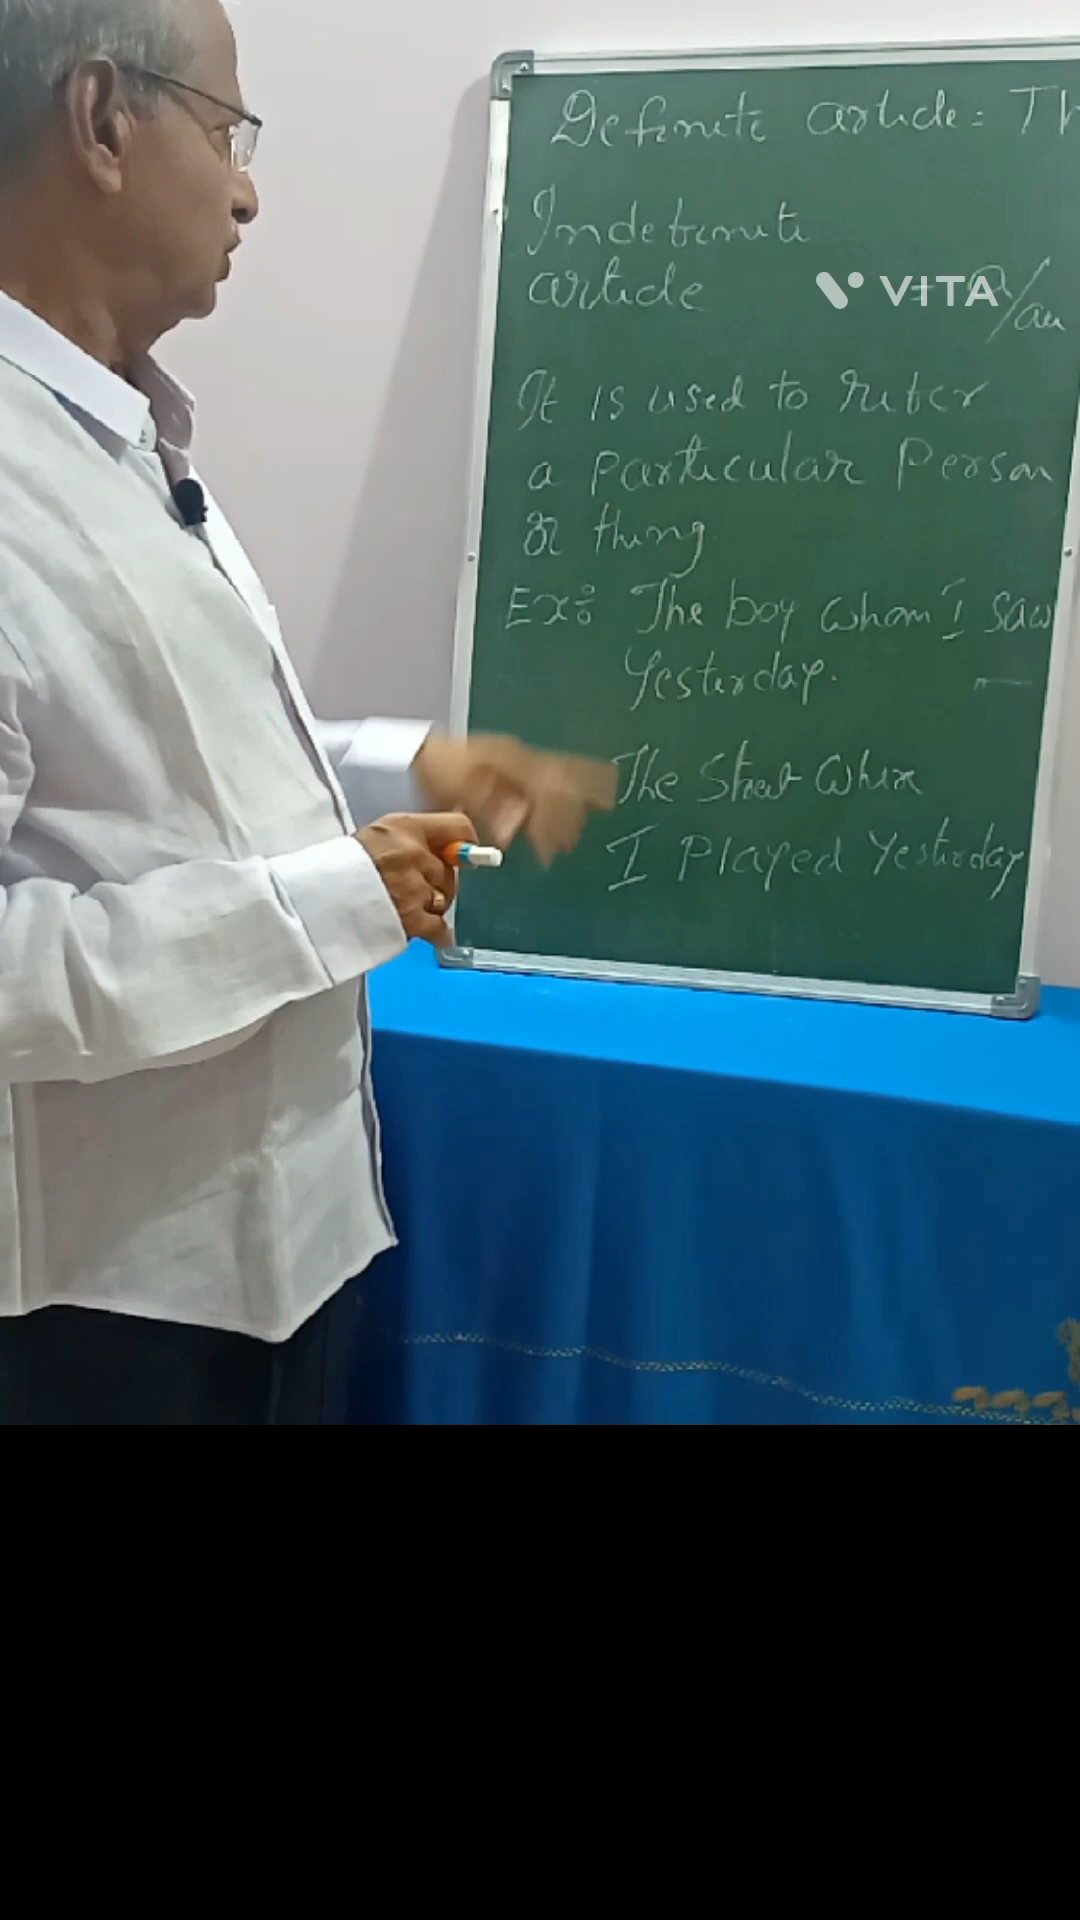 Definite article = Th
Indefinite
article = a/an
VITA
It is used to refer
a particular Person
or thing
Ex: The boy whom I saw
Yesterday.
The Street where
I Played Yesterday